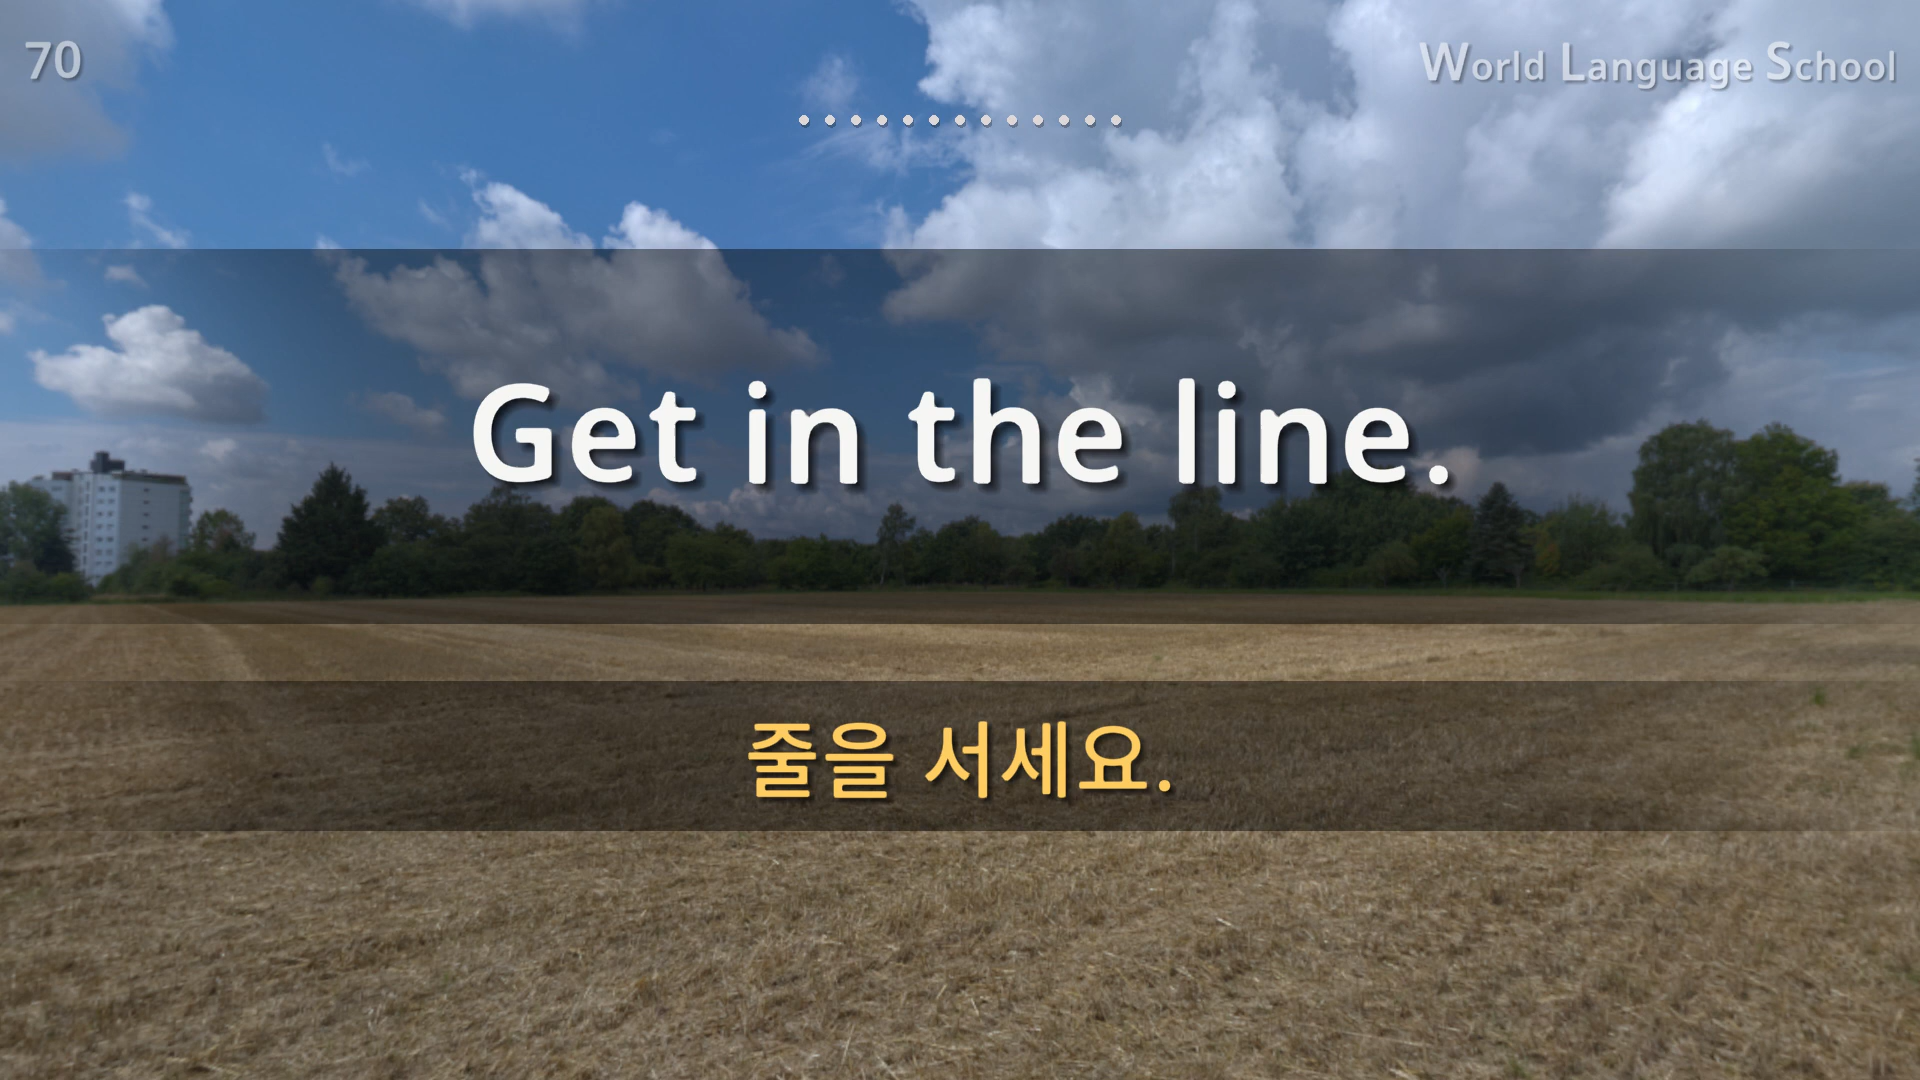 70
World Language School
Get in the line.
줄을 서세요.